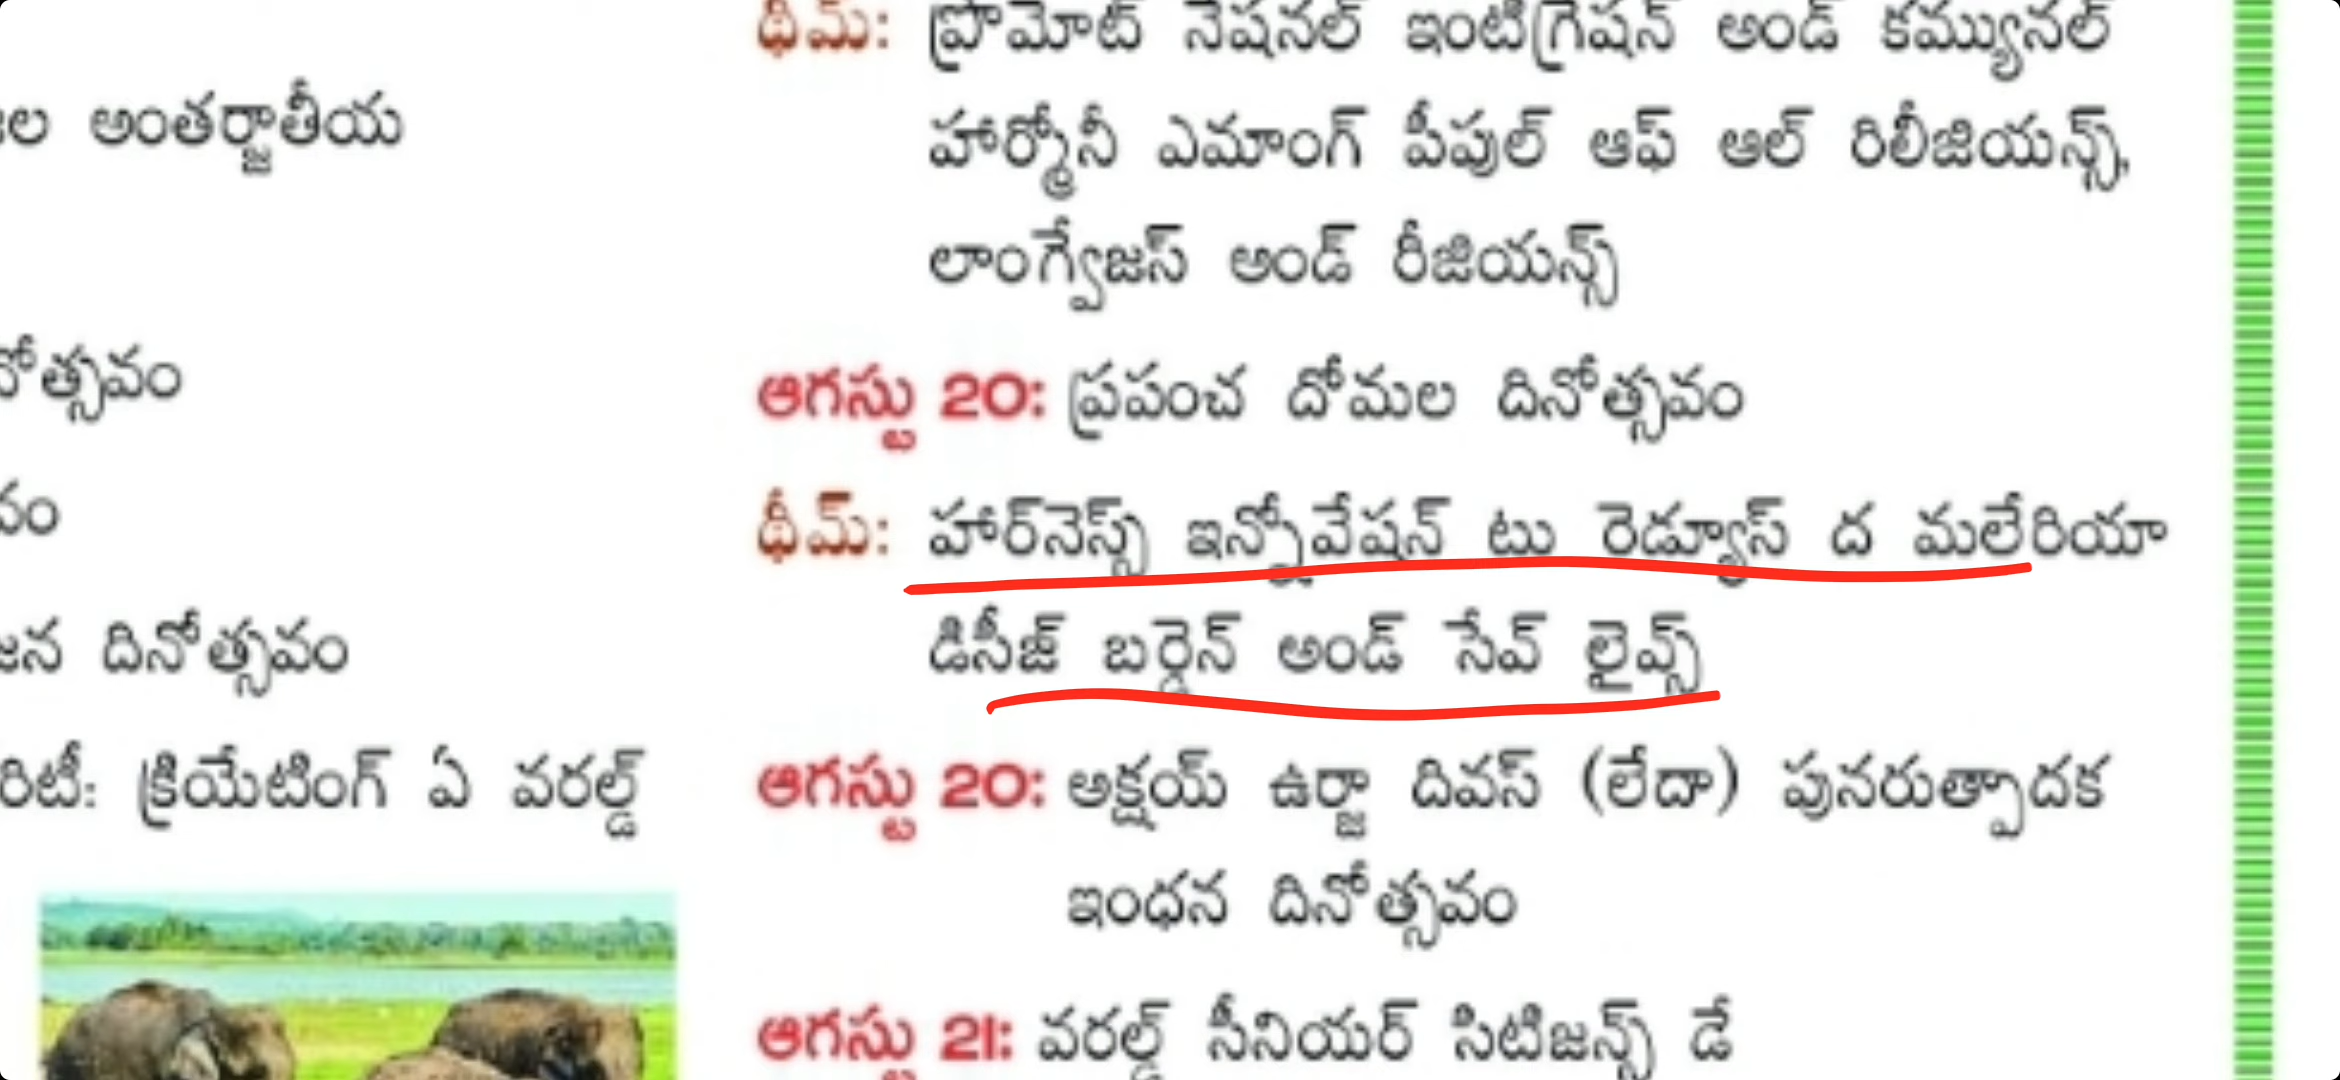 ల అంతర్జాతీయ
నోత్సవం
వం
జన దినోత్సవం
రిటీ: క్రియేటింగ్ ఏ వరల్డ్
థీమ్: ప్రొమోట్ నేషనల్ ఇంటిగ్రేషన్ అండ్ కమ్యునల్
హార్మోనీ ఎమాంగ్ పీపుల్ ఆఫ్ ఆల్ రిలీజియన్స్,
లాంగ్వేజస్ అండ్ రీజియన్స్
ఆగస్టు 20: ప్రపంచ దోమల దినోత్సవం
థీమ్: హార్‌నెస్స్ ఇన్నోవేషన్ టు రెడ్యూస్ ద మలేరియా
డిసీజ్ బర్డెన్ అండ్ సేవ్ లైవ్స్
ఆగస్టు 20: అక్షయ్ ఉర్జా దివస్ (లేదా) పునరుత్పాదక
ఇంధన దినోత్సవం
ఆగస్టు 21: వరల్డ్ సీనియర్ సిటిజన్స్ డే